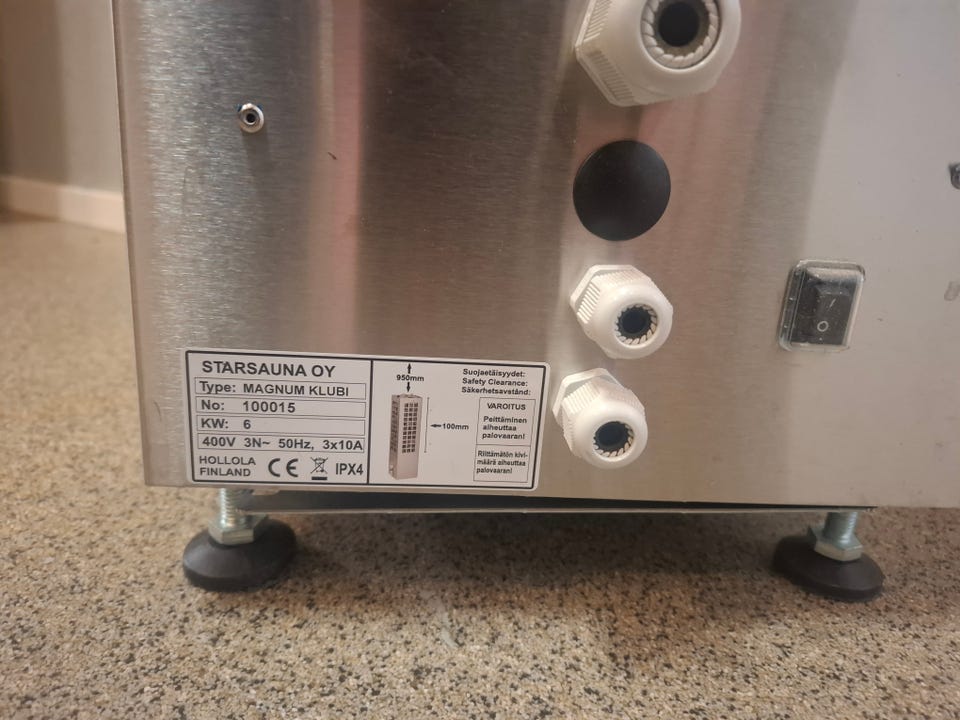 STARSAUNA OY
Type: MAGNUM KLUBI
No: 100015
KW: 6
400V 3N~ 50Hz, 3x10A
HOLLOLA
FINLAND
CE
IPX4
950mm
100mm
Suojaetäisyydet:
Safety Clearance:
Säkerhetsavstånd:
VAROITUS
Peittäminen
aiheuttaa
palovaaran!
Riittämätön kivi-
määrä aiheuttaa
palovaaran!